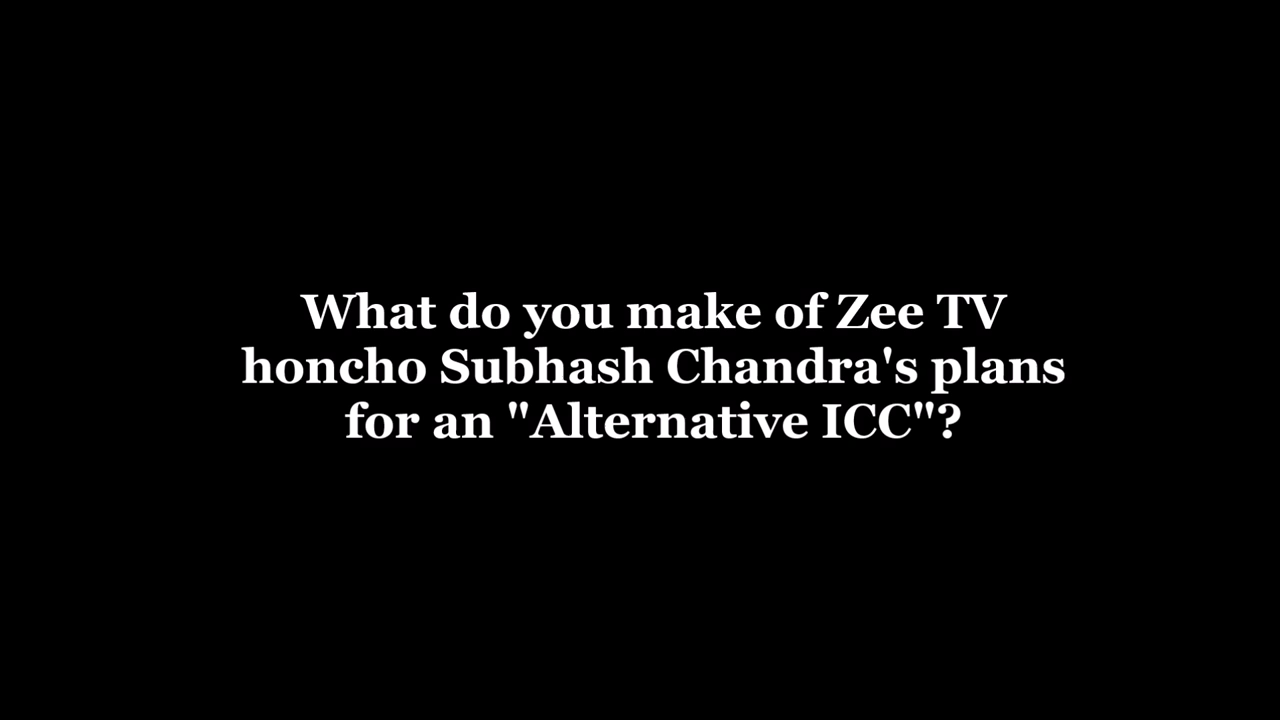 What do you make of Zee TV
honcho Subhash Chandra's plans
for an "Alternative ICC"?